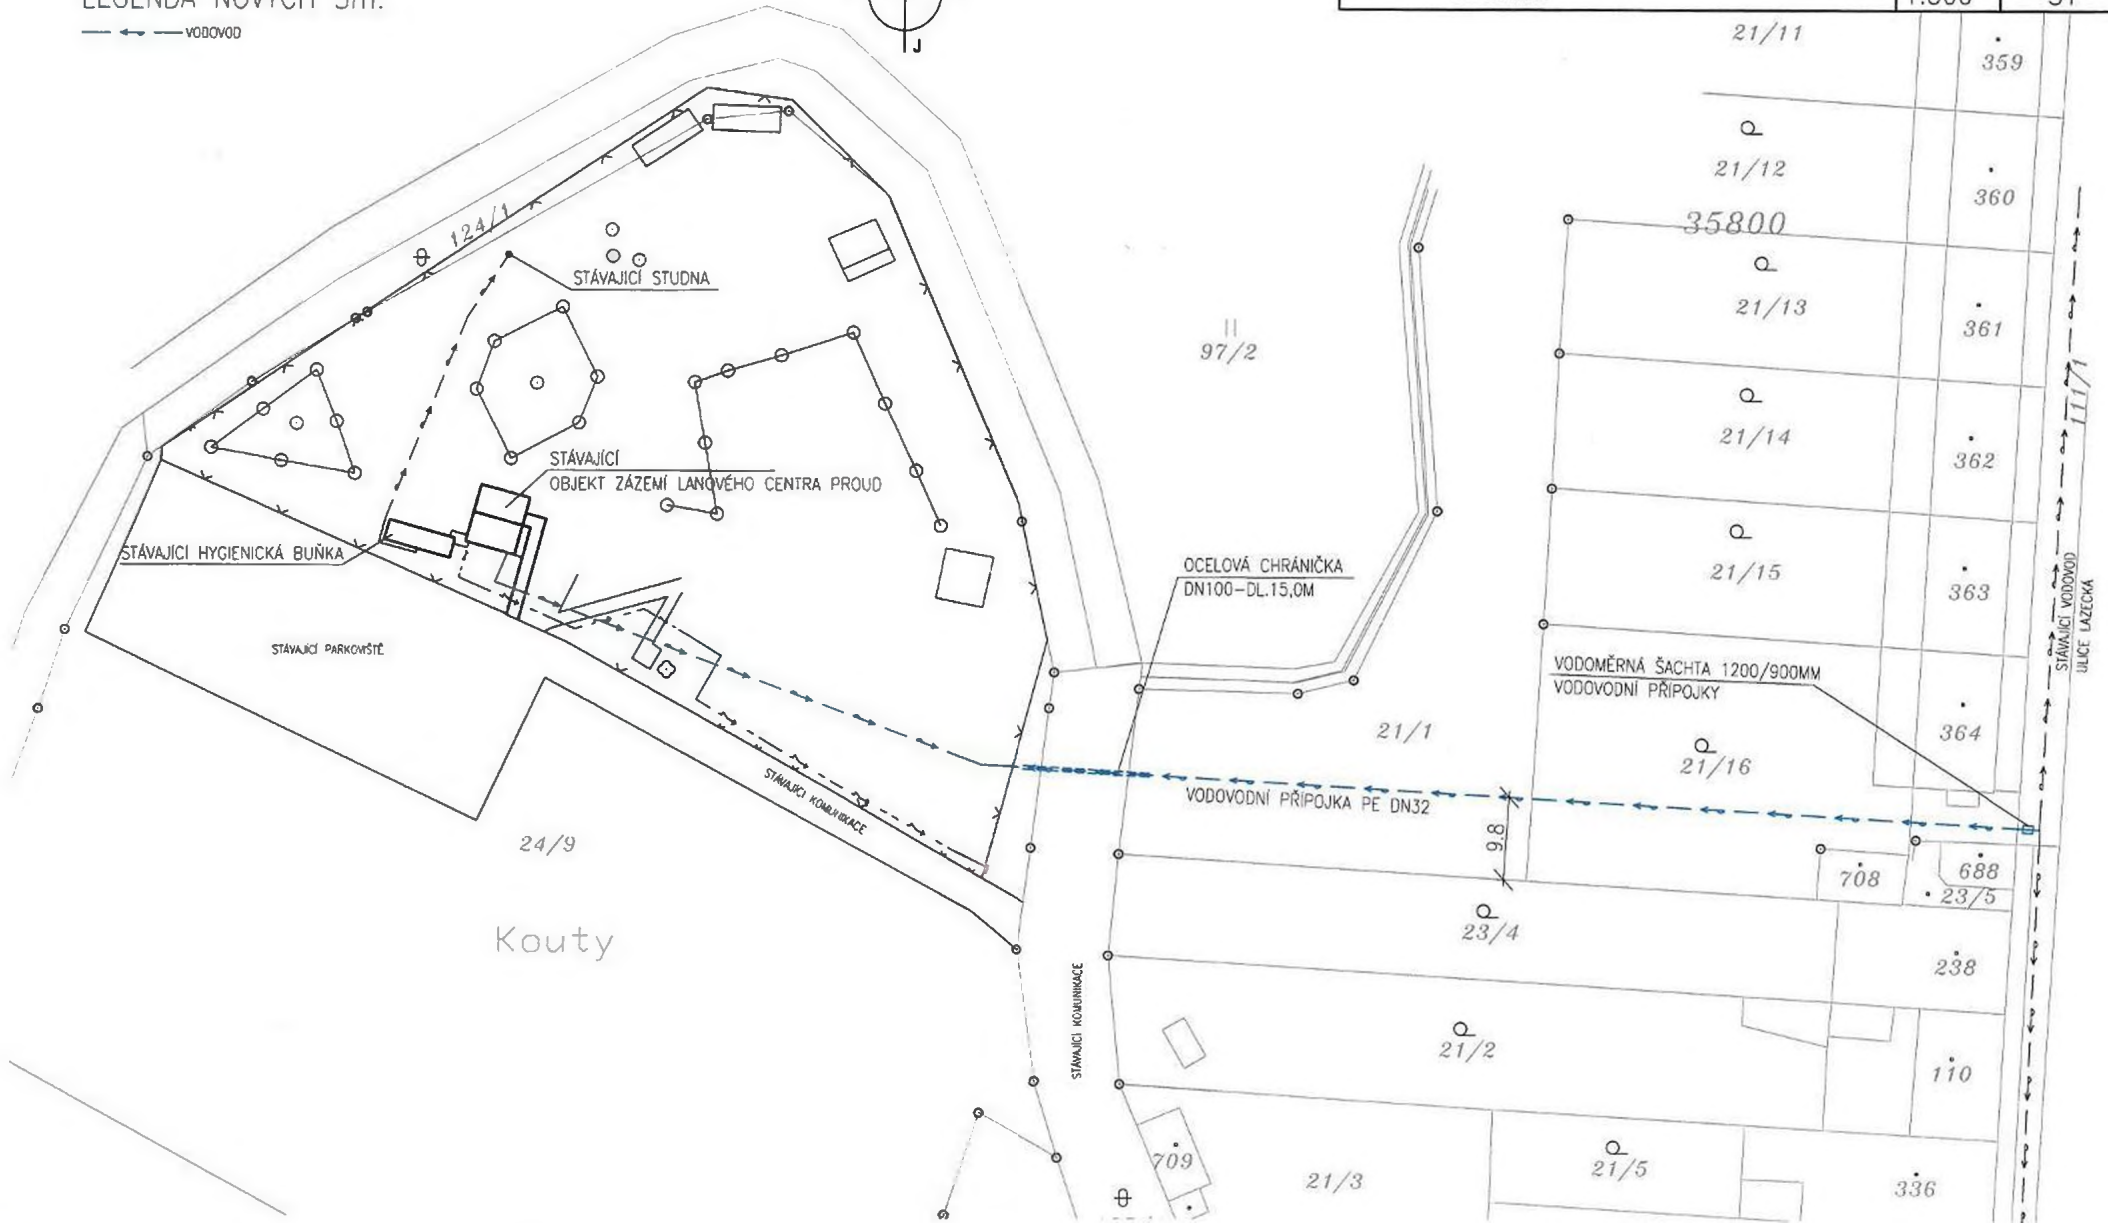 VODOVOD
J
21/11
359
21/12
360
35800
124/1
STÁVAJÍCÍ STUDNA
21/13
361
97/2
111/1
21/14
362
STÁVAJÍCÍ
OBJEKT ZÁZEMÍ LANOVÉHO CENTRA PROUD
STÁVAJÍCÍ HYGIENICKÁ BUŇKA
OCELOVÁ CHRÁNIČKA
DN100-DL.15,0M
21/15
363
STÁVAJÍCÍ VODOVOD
ULICE LAZECKÁ
STÁVAJÍCÍ PARKOVIŠTĚ
VODOMĚRNÁ ŠACHTA 1200/900MM
VODOVODNÍ PŘÍPOJKY
21/1
364
21/16
STÁVAJÍCÍ KOMUNIKACE
VODOVODNÍ PŘÍPOJKA PE DN32
9.8
24/9
708
688
23/5
Kouty
23/4
238
STÁVAJÍCÍ KOMUNIKACE
21/2
110
709
21/3
21/5
336